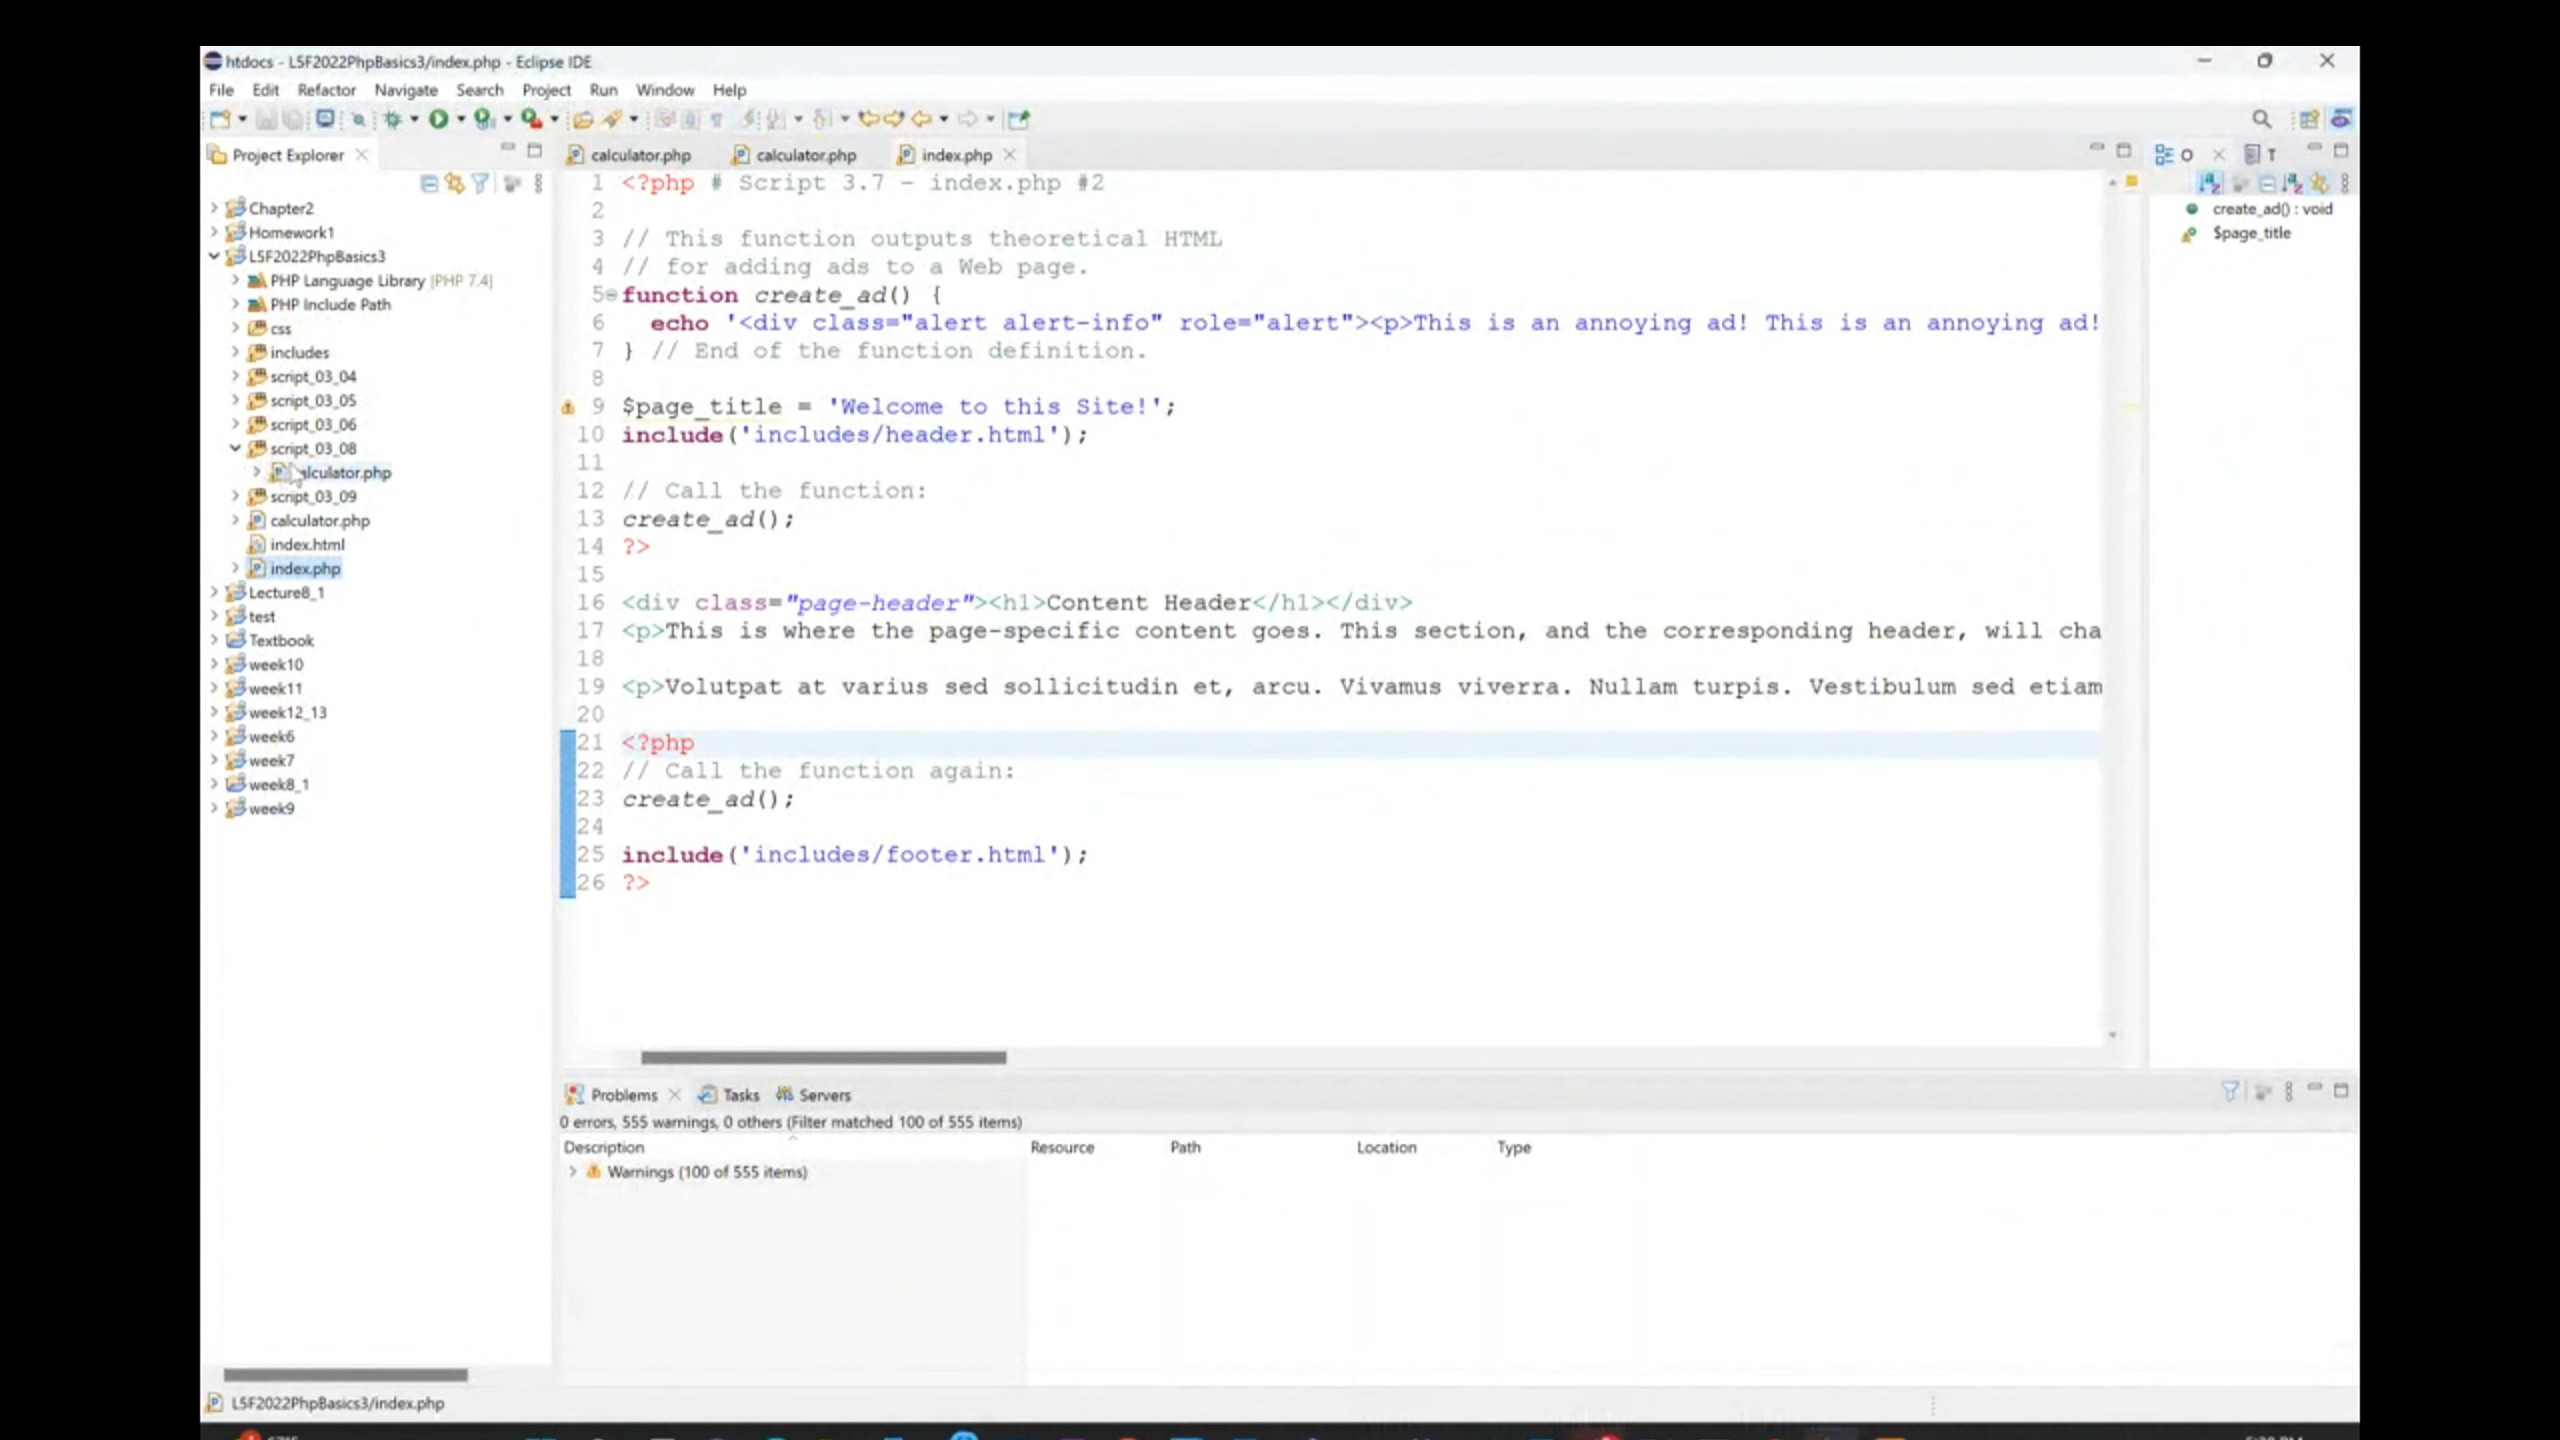 htdocs - L5F2022PhpBasics3/index.php - Eclipse IDE
File Edit Refactor Navigate Search Project Run Window Help
Project Explorer
calculator.php calculator.php index.php
O T
Chapter2
Homework1
L5F2022PhpBasics3
PHP Language Library [PHP 7.4]
PHP Include Path
css
includes
script_03_04
script_03_05
script_03_06
script_03_08
calculator.php
script_03_09
calculator.php
index.html
index.php
Lecture8_1
test
Textbook
week10
week11
week12_13
week6
week7
week8_1
week9
1 <?php # Script 3.7 - index.php #2
2
3 // This function outputs theoretical HTML
4 // for adding ads to a Web page.
5 function create_ad() {
6 echo '<div class="alert alert-info" role="alert"><p>This is an annoying ad! This is an annoying ad!
7 } // End of the function definition.
8
9 $page_title = 'Welcome to this Site!';
10 include('includes/header.html');
11
12 // Call the function:
13 create_ad();
14 ?>
15
16 <div class="page-header"><h1>Content Header</h1></div>
17 <p>This is where the page-specific content goes. This section, and the corresponding header, will cha
18
19 <p>Volutpat at varius sed sollicitudin et, arcu. Vivamus viverra. Nullam turpis. Vestibulum sed etiam
20
21 <?php
22 // Call the function again:
23 create_ad();
24
25 include('includes/footer.html');
26 ?>
create_ad() : void
$page_title
Problems Tasks Servers
0 errors, 555 warnings, 0 others (Filter matched 100 of 555 items)
Description Resource Path Location Type
Warnings (100 of 555 items)
L5F2022PhpBasics3/index.php